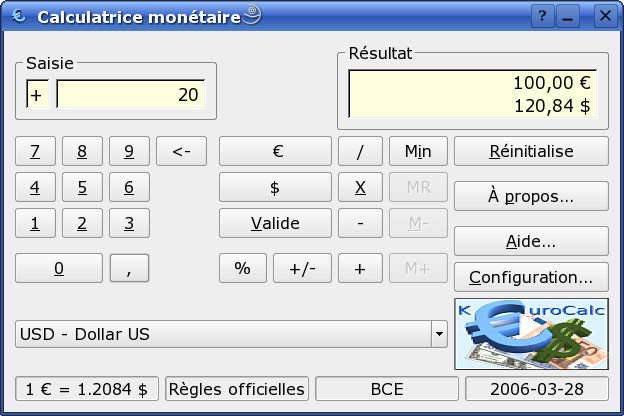 Calculatrice monétaire
Saisie
+ 20
Résultat
100,00 €
120,84 $
7 8 9 <- € / Min Réinitialise
4 5 6 $ X MR À propos...
1 2 3 Valide - M- Aide...
0 , % +/- + M+ Configuration...
K €uroCalc
USD - Dollar US
1 € = 1.2084 $ Règles officielles BCE 2006-03-28